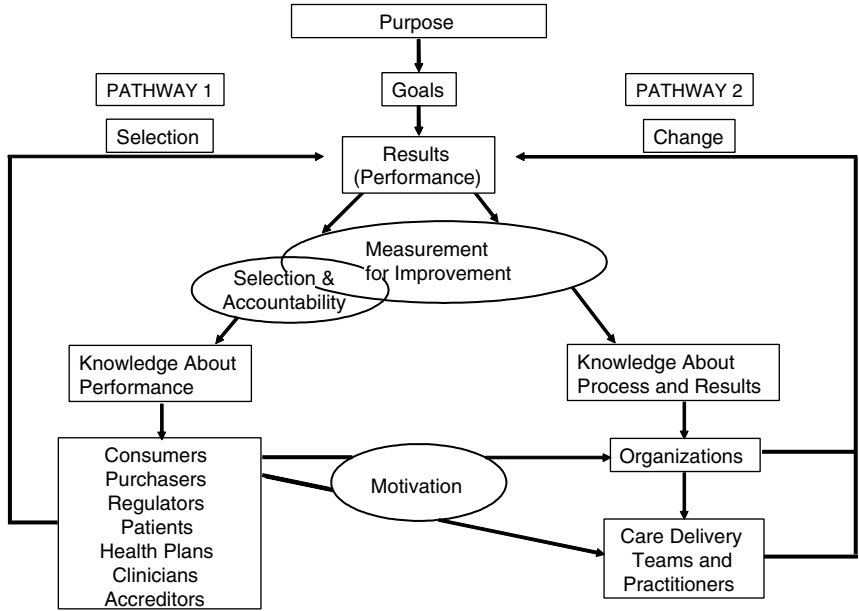 Purpose
PATHWAY 1
Goals
PATHWAY 2
Selection
Change
Results
(Performance)
Measurement
for Improvement
Selection &
Accountability
Knowledge About
Performance
Knowledge About
Process and Results
Consumers
Purchasers
Regulators
Patients
Health Plans
Clinicians
Accreditors
Motivation
Organizations
Care Delivery
Teams and
Practitioners